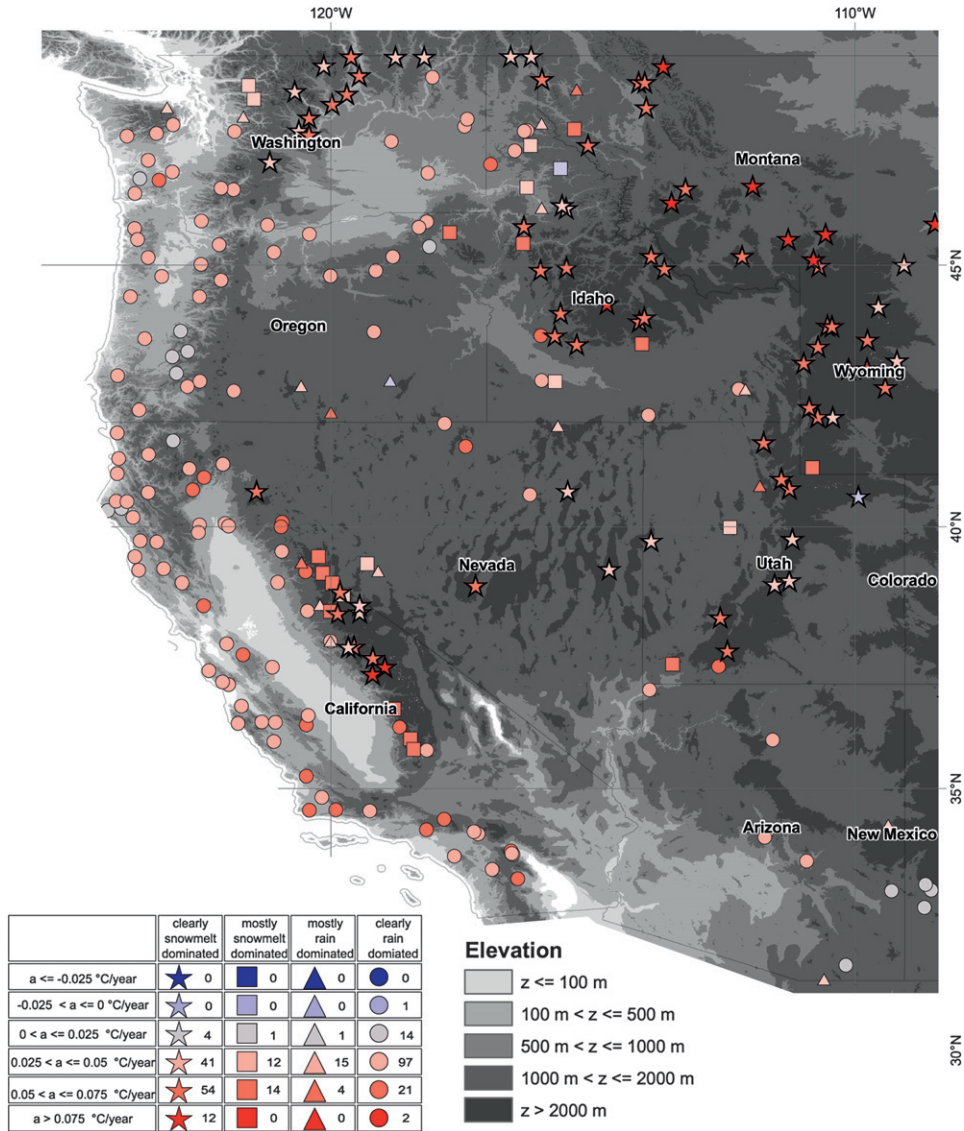 120°W
110°W
Washington
Montana
45°N
Idaho
Oregon
Wyoming
40°N
Nevada
Utah
Colorado
California
35°N
Arizona
New Mexico
30°N
clearly snowmelt dominated
mostly snowmelt dominated
mostly rain dominated
clearly rain domiated
a <= -0.025 °C/year 0 0 0 0
-0.025 < a <= 0 °C/year 0 0 0 1
0 < a <= 0.025 °C/year 4 1 1 14
0.025 < a <= 0.05 °C/year 41 12 15 97
0.05 < a <= 0.075 °C/year 54 14 4 21
a > 0.075 °C/year 12 0 0 2
Elevation
z <= 100 m
100 m < z <= 500 m
500 m < z <= 1000 m
1000 m < z <= 2000 m
z > 2000 m